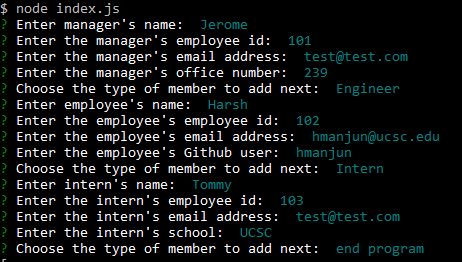 $ node index.js
? Enter manager's name:  Jerome
? Enter the manager's employee id:  101
? Enter the manager's email address:  test@test.com
? Enter the manager's office number:  239
? Choose the type of member to add next:  Engineer
? Enter employee's name:  Harsh
? Enter the employee's employee id:  102
? Enter the employee's email address:  hmanjun@ucsc.edu
? Enter the employee's Github user:  hmanjun
? Choose the type of member to add next:  Intern
? Enter intern's name:  Tommy
? Enter the intern's employee id:  103
? Enter the intern's email address:  test@test.com
? Enter the intern's school:  UCSC
? Choose the type of member to add next:  end program